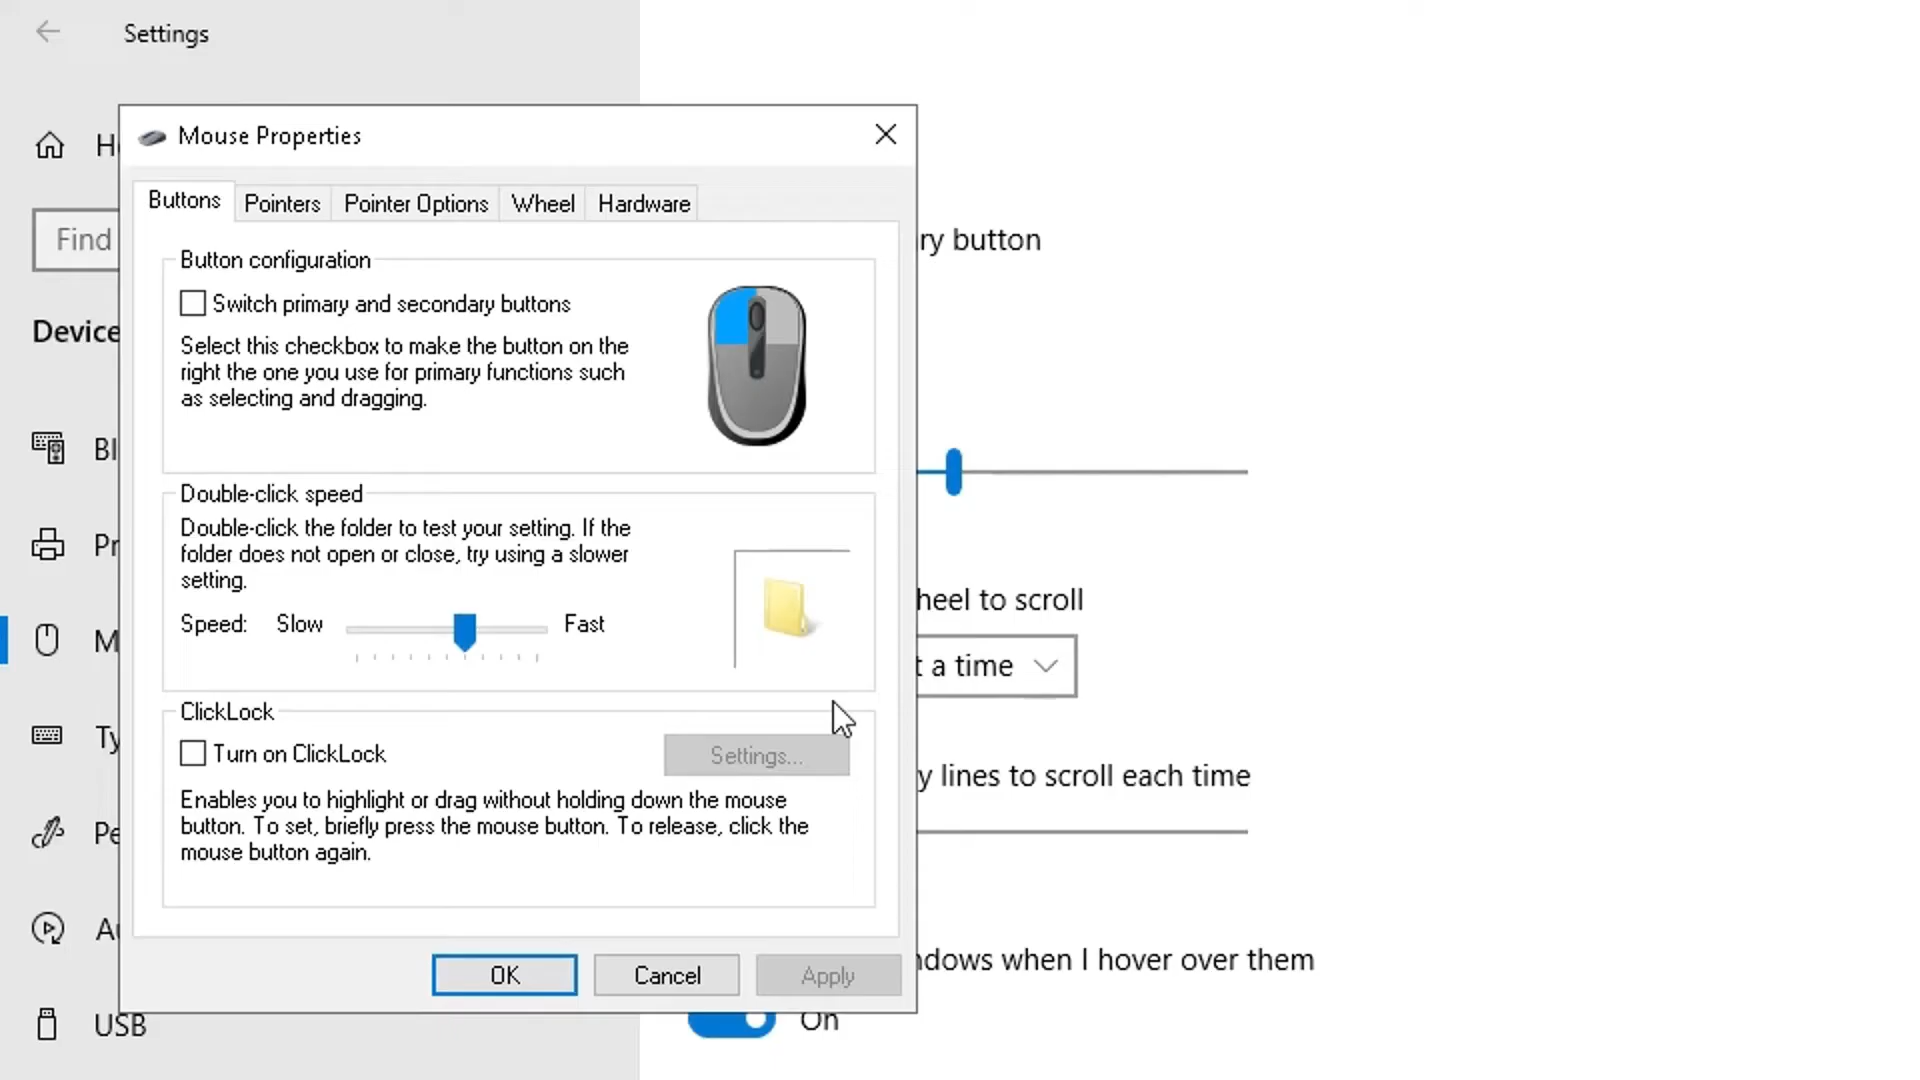 Settings
Mouse Properties
Buttons
Pointers
Pointer Options
Wheel
Hardware
Find
ry button
Button configuration
Switch primary and secondary buttons
Device
Select this checkbox to make the button on the
right the one you use for primary functions such
as selecting and dragging.
Bl
Double-click speed
Double-click the folder to test your setting. If the
folder does not open or close, try using a slower
setting.
Pr
Speed: Slow Fast
heel to scroll
M
t a time
ClickLock
Turn on ClickLock
Settings...
Ty
y lines to scroll each time
Enables you to highlight or drag without holding down the mouse
button. To set, briefly press the mouse button. To release, click the
mouse button again.
Pe
Au
ndows when I hover over them
OK
Cancel
Apply
USB
On